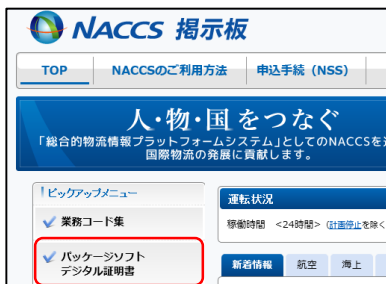 NACCS 掲示板
TOP NACCSのご利用方法 申込手続（NSS）
人・物・国をつなぐ
「総合的物流情報プラットフォームシステム」としてのNACCSを
国際物流の発展に貢献します。
ピックアップメニュー
運転状況
業務コード集
稼働時間 <24時間>（計画停止を除く
パッケージソフト
デジタル証明書
新着情報 航空 海上